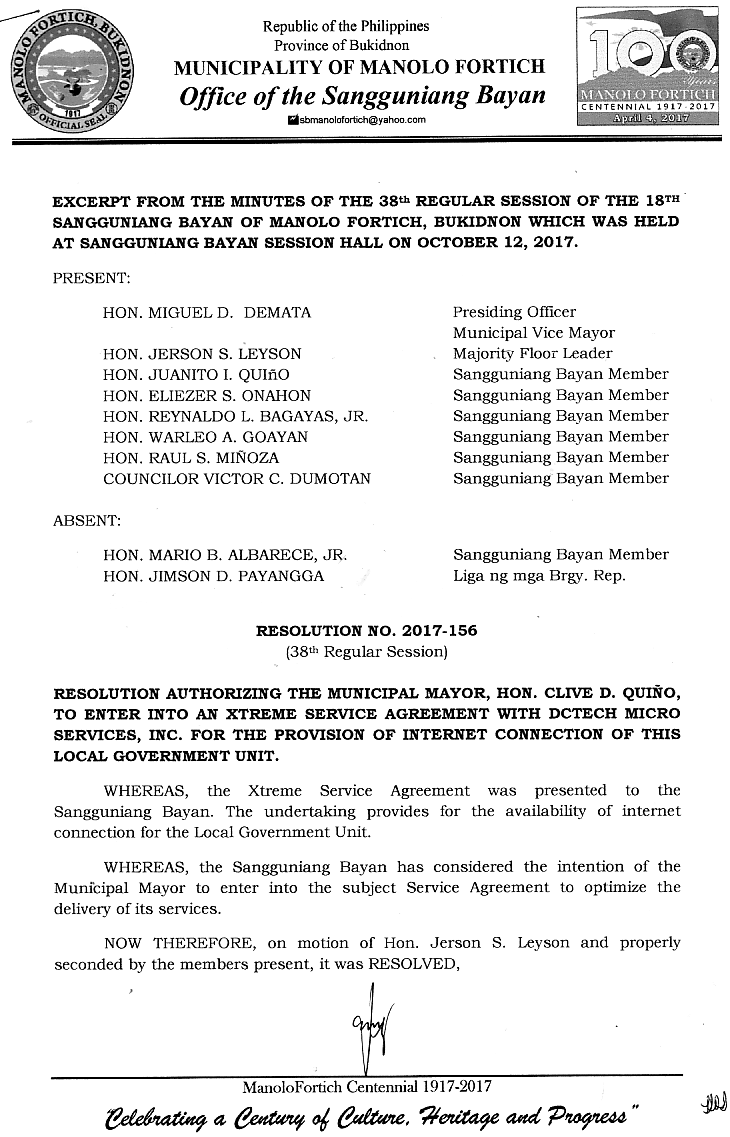 MANOLO FORTICH, BUKIDNON
1917
OFFICIAL SEAL
Republic of the Philippines
Province of Bukidnon
MUNICIPALITY OF MANOLO FORTICH
Office of the Sangguniang Bayan
sbmanolofortich@yahoo.com
100
Years
MANOLO FORTICH
CENTENNIAL 1917-2017
April 4, 2017
EXCERPT FROM THE MINUTES OF THE 38th REGULAR SESSION OF THE 18TH
SANGGUNIANG BAYAN OF MANOLO FORTICH, BUKIDNON WHICH WAS HELD
AT SANGGUNIANG BAYAN SESSION HALL ON OCTOBER 12, 2017.
PRESENT:
HON. MIGUEL D. DEMATA Presiding Officer
Municipal Vice Mayor
HON. JERSON S. LEYSON Majority Floor Leader
HON. JUANITO I. QUIñO Sangguniang Bayan Member
HON. ELIEZER S. ONAHON Sangguniang Bayan Member
HON. REYNALDO L. BAGAYAS, JR. Sangguniang Bayan Member
HON. WARLEO A. GOAYAN Sangguniang Bayan Member
HON. RAUL S. MIÑOZA Sangguniang Bayan Member
COUNCILOR VICTOR C. DUMOTAN Sangguniang Bayan Member
ABSENT:
HON. MARIO B. ALBARECE, JR. Sangguniang Bayan Member
HON. JIMSON D. PAYANGGA Liga ng mga Brgy. Rep.
RESOLUTION NO. 2017-156
(38th Regular Session)
RESOLUTION AUTHORIZING THE MUNICIPAL MAYOR, HON. CLIVE D. QUIÑO,
TO ENTER INTO AN XTREME SERVICE AGREEMENT WITH DCTECH MICRO
SERVICES, INC. FOR THE PROVISION OF INTERNET CONNECTION OF THIS
LOCAL GOVERNMENT UNIT.
WHEREAS, the Xtreme Service Agreement was presented to the
Sangguniang Bayan. The undertaking provides for the availability of internet
connection for the Local Government Unit.
WHEREAS, the Sangguniang Bayan has considered the intention of the
Municipal Mayor to enter into the subject Service Agreement to optimize the
delivery of its services.
NOW THEREFORE, on motion of Hon. Jerson S. Leyson and properly
seconded by the members present, it was RESOLVED,
ManoloFortich Centennial 1917-2017
"Celebrating a Century of Culture, Heritage and Progress"